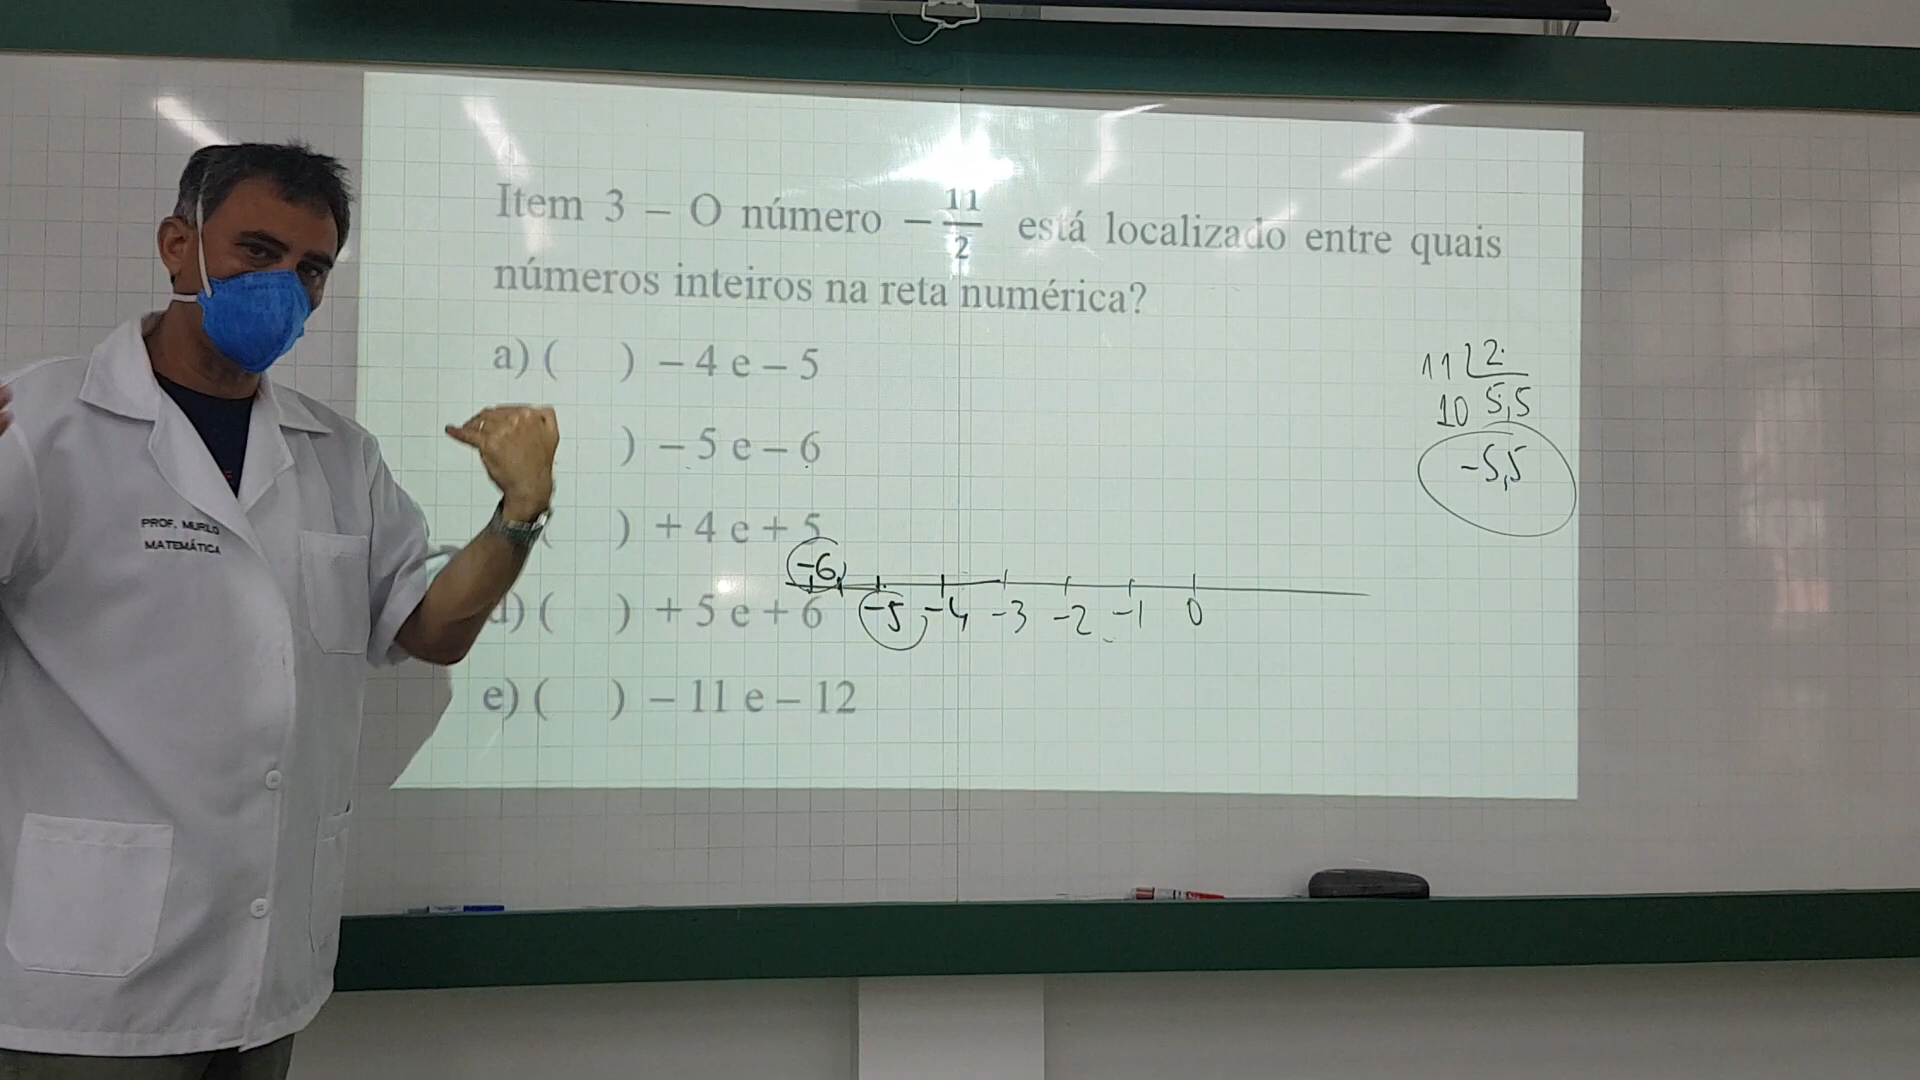 Item 3 – O número – 11/2 está localizado entre quais
números inteiros na reta numérica?
a) (    ) – 4 e – 5
) – 5 e – 6
(    ) + 4 e + 5
d) (    ) + 5 e + 6
e) (    ) – 11 e – 12
11 2
10 5,5
-5,5
-6
-5 -4 -3 -2 -1 0
PROF. MURILO
MATEMÁTICA